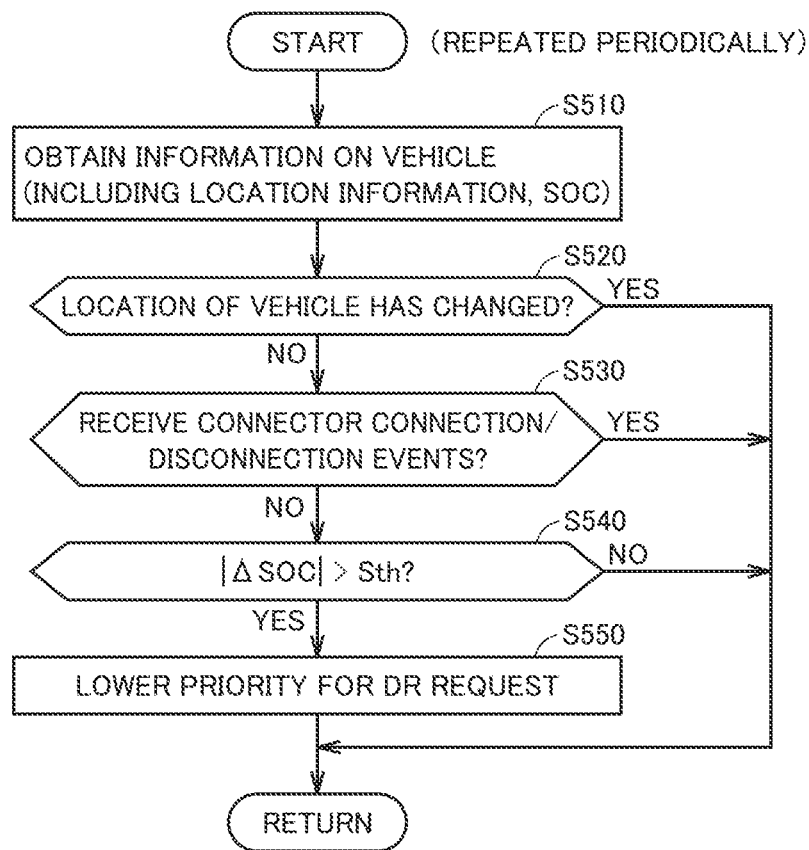 START
(REPEATED PERIODICALLY)
S510
OBTAIN INFORMATION ON VEHICLE
(INCLUDING LOCATION INFORMATION, SOC)
S520
LOCATION OF VEHICLE HAS CHANGED?
YES
NO
S530
RECEIVE CONNECTOR CONNECTION/
DISCONNECTION EVENTS?
YES
NO
S540
|Δ SOC| > Sth?
NO
YES
S550
LOWER PRIORITY FOR DR REQUEST
RETURN